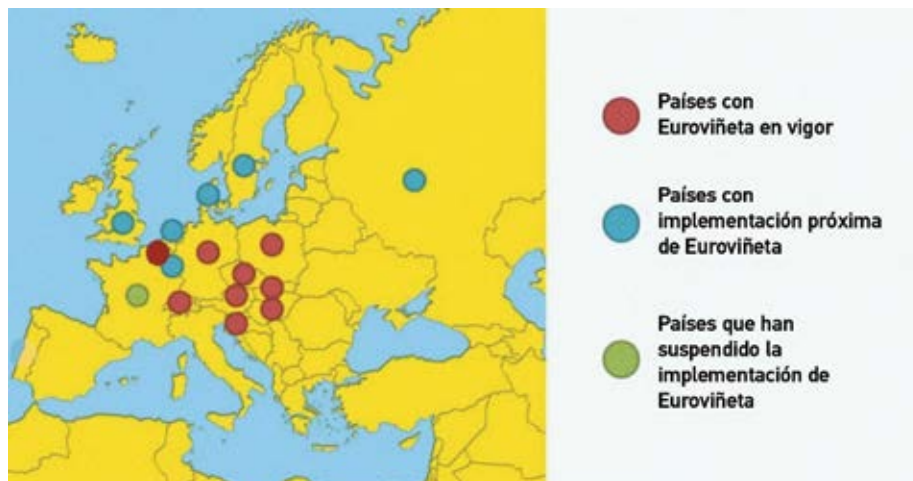 Países con
Euroviñeta en vigor
Países con
implementación próxima
de Euroviñeta
Países que han
suspendido la
implementación de
Euroviñeta